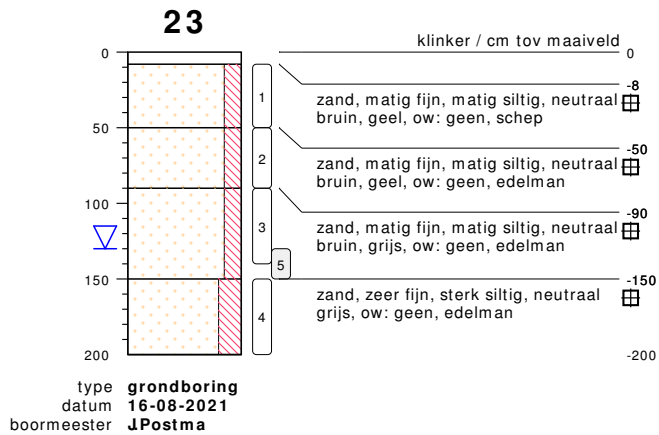 23
klinker / cm tov maaiveld
0
0
-8
1
zand, matig fijn, matig siltig, neutraal
bruin, geel, ow: geen, schep
50
-50
2
zand, matig fijn, matig siltig, neutraal
bruin, geel, ow: geen, edelman
100
-90
3
zand, matig fijn, matig siltig, neutraal
bruin, grijs, ow: geen, edelman
5
150
-150
4
zand, zeer fijn, sterk siltig, neutraal
grijs, ow: geen, edelman
200
-200
type grondboring
datum 16-08-2021
boormeester J.Postma